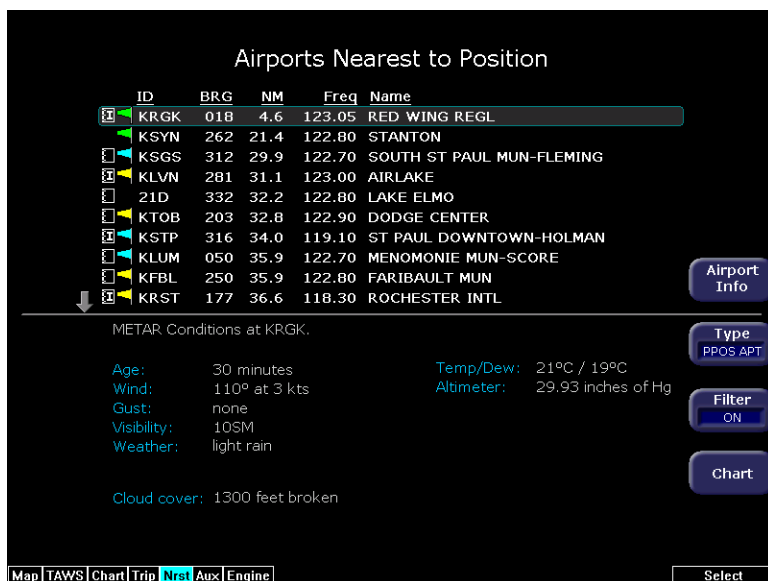 Airports Nearest to Position
ID BRG NM Freq Name
I KRGK 018 4.6 123.05 RED WING REGL
KSYN 262 21.4 122.80 STANTON
KSGS 312 29.9 122.70 SOUTH ST PAUL MUN-FLEMING
I KLVN 281 31.1 123.00 AIRLAKE
21D 332 32.2 122.80 LAKE ELMO
KTOB 203 32.8 122.90 DODGE CENTER
I KSTP 316 34.0 119.10 ST PAUL DOWNTOWN-HOLMAN
KLUM 050 35.9 122.70 MENOMONIE MUN-SCORE
KFBL 250 35.9 122.80 FARIBAULT MUN
I KRST 177 36.6 118.30 ROCHESTER INTL
Airport
Info
METAR Conditions at KRGK.
Type
PPOS APT
Age: 30 minutes Temp/Dew: 21ºC / 19ºC
Wind: 110º at 3 kts Altimeter: 29.93 inches of Hg
Gust: none
Visibility: 10SM
Weather: light rain
Filter
ON
Chart
Cloud cover: 1300 feet broken
Map TAWS Chart Trip Nrst Aux Engine Select